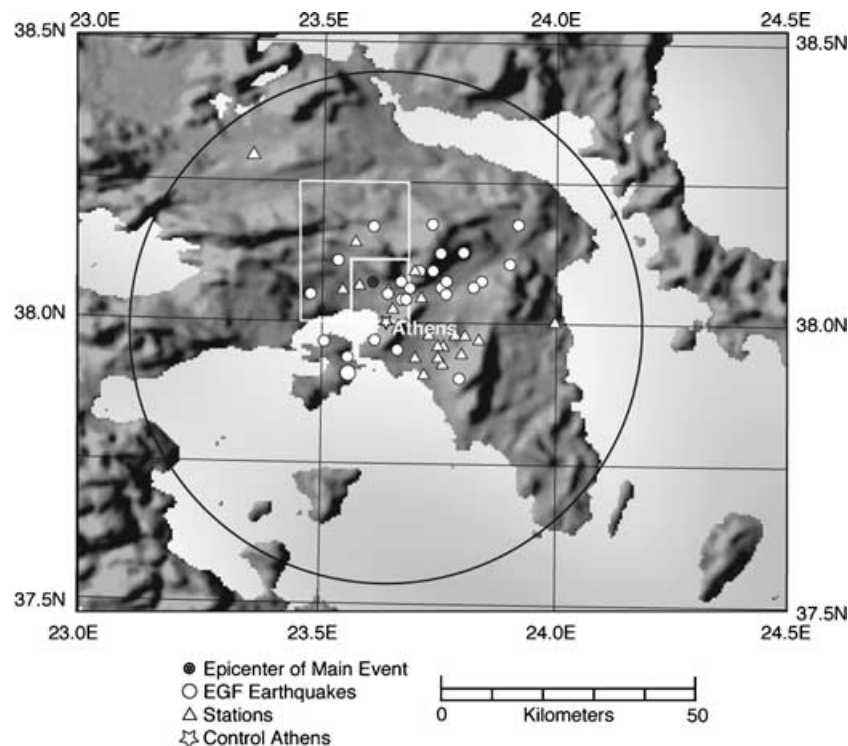 23.0E 23.5E 24.0E 24.5E
38.5N 38.5N
38.0N 38.0N
Athens
37.5N 37.5N
23.0E 23.5E 24.0E 24.5E
Epicenter of Main Event
EGF Earthquakes
Stations
Control Athens
0 Kilometers 50